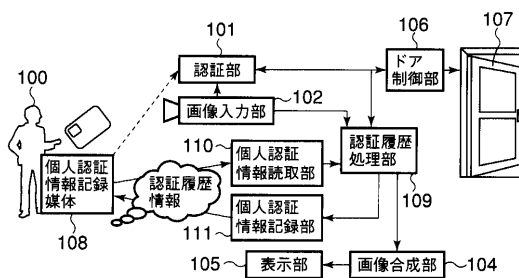 100
101
認証部
106
ドア
制御部
107
画像入力部
102
110
個人認証
情報読取部
認証履歴
処理部
109
個人認証
情報記録
媒体
108
認証履歴
情報
個人認証
情報記録部
111
105
表示部
画像合成部
104